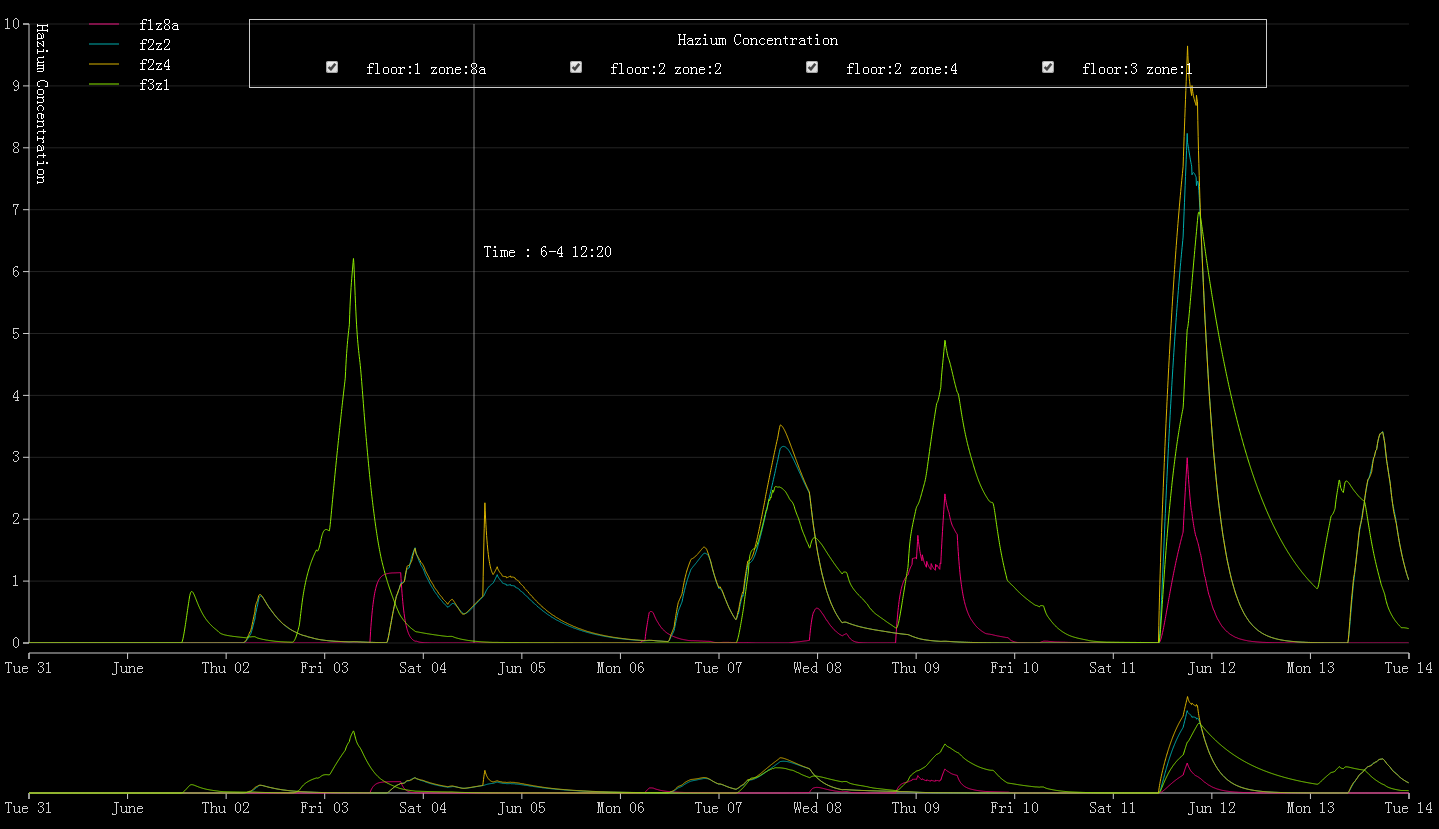 Hazium Concentration
floor:1 zone:8a floor:2 zone:2 floor:2 zone:4 floor:3 zone:1
f1z8a
f2z2
f2z4
f3z1
Hazium Concentration
10
9
8
7
6
5
4
3
2
1
0
Time : 6-4 12:20
Tue 31 June Thu 02 Fri 03 Sat 04 Jun 05 Mon 06 Tue 07 Wed 08 Thu 09 Fri 10 Sat 11 Jun 12 Mon 13 Tue 14
Tue 31 June Thu 02 Fri 03 Sat 04 Jun 05 Mon 06 Tue 07 Wed 08 Thu 09 Fri 10 Sat 11 Jun 12 Mon 13 Tue 14